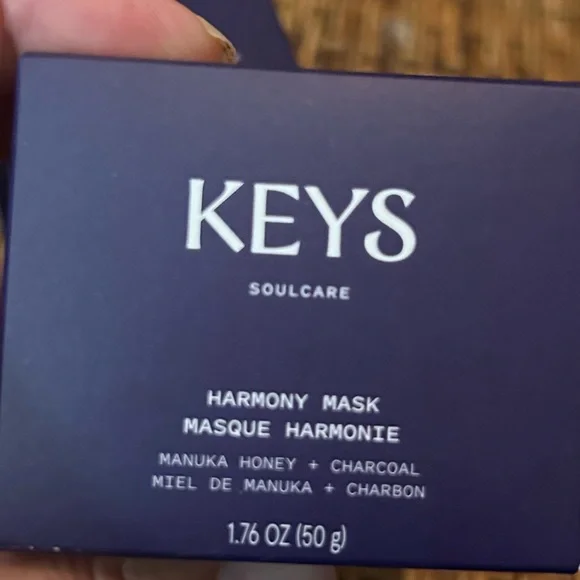 KEYS
SOULCARE
HARMONY MASK
MASQUE HARMONIE
MANUKA HONEY + CHARCOAL
MIEL DE MANUKA + CHARBON
1.76 OZ (50 g)